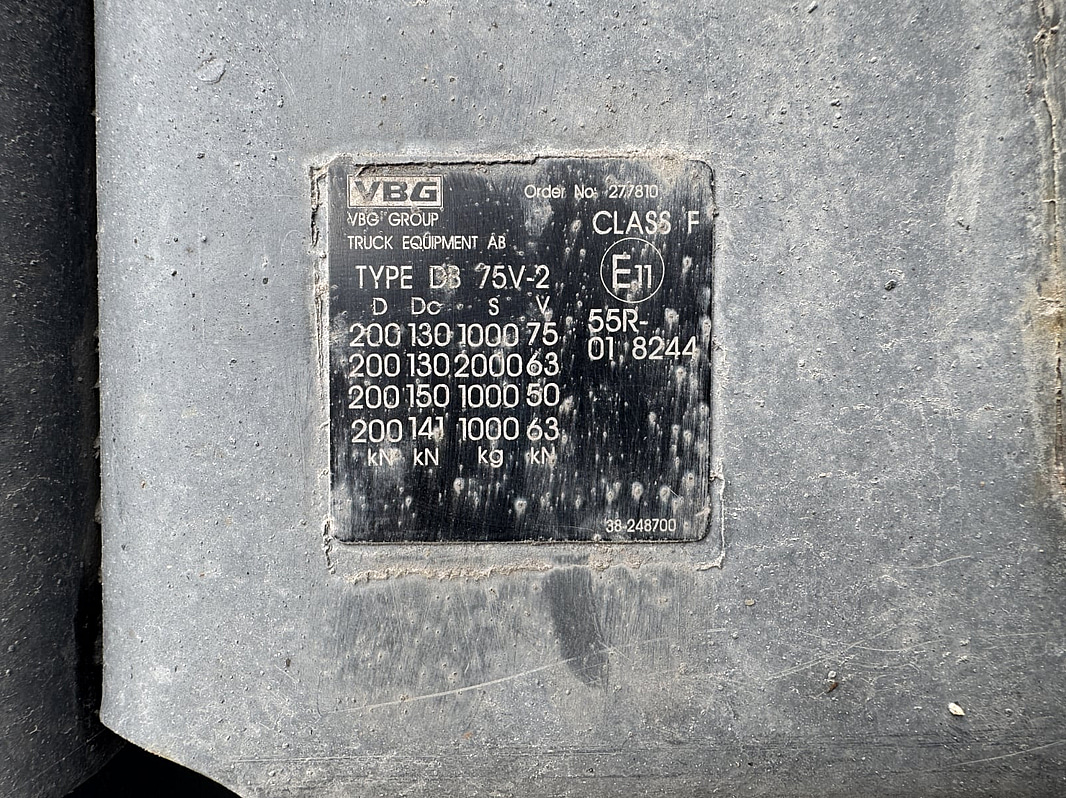 VBG
Order No: 277810
VBG GROUP
CLASS F
TRUCK EQUIPMENT AB
E11
TYPE DB 75V-2
D Dc S V
55R-
200 130 1000 75
01 8244
200 130 2000 63
200 150 1000 50
200 141 1000 63
kN kN kg kN
38-248700